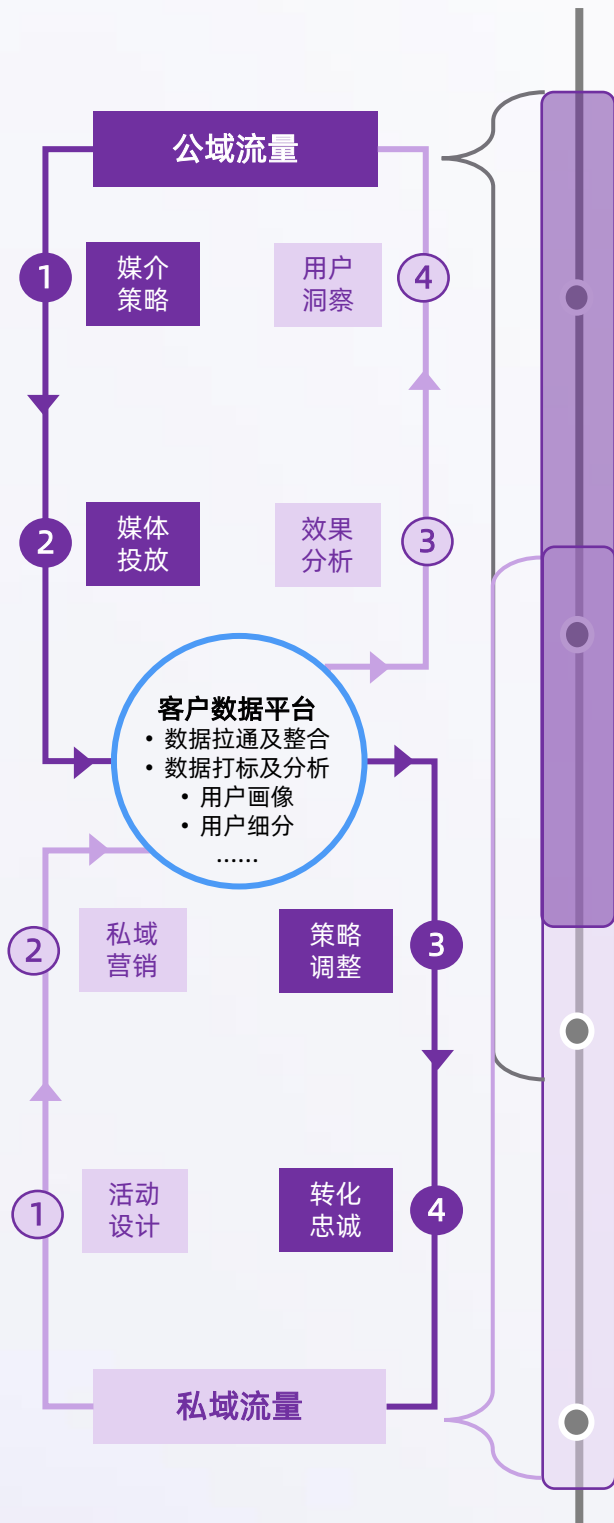 公域流量
1
媒介
策略
用户
洞察
4
2
媒体
投放
效果
分析
3
客户数据平台
• 数据拉通及整合
• 数据打标及分析
• 用户画像
• 用户细分
······
2
私域
营销
策略
调整
3
1
活动
设计
转化
忠诚
4
私域流量